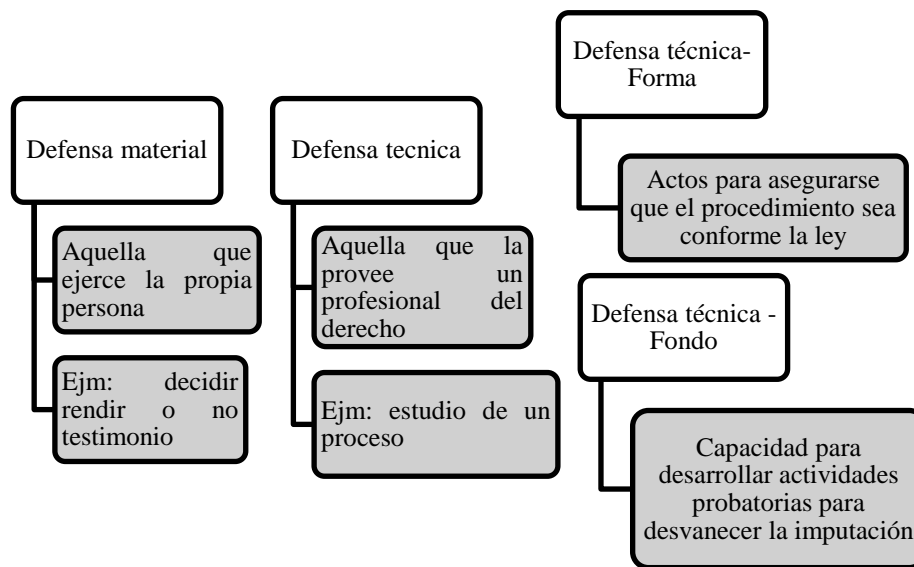 Defensa material
Aquella que
ejerce la propia
persona
Ejm: decidir
rendir o no
testimonio
Defensa tecnica
Aquella que la
provee un
profesional del
derecho
Ejm: estudio de un
proceso
Defensa técnica-
Forma
Actos para asegurarse
que el procedimiento sea
conforme la ley
Defensa técnica -
Fondo
Capacidad para
desarrollar actividades
probatorias para
desvanecer la imputación